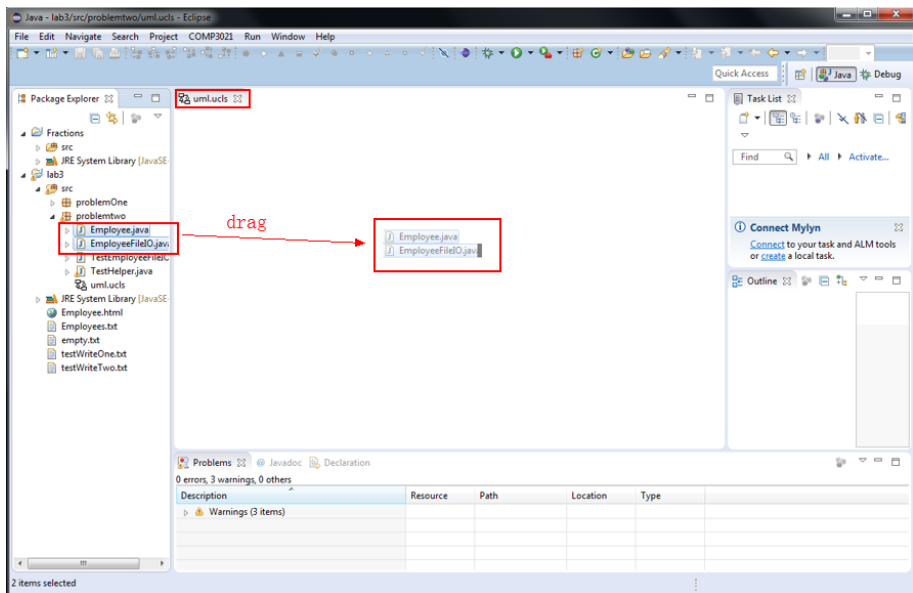 Java - lab3/src/problemtwo/uml.ucls - Eclipse
File Edit Navigate Search Project COMP3021 Run Window Help
Quick Access
Java
Debug
Package Explorer
uml.ucls
Task List
Fractions
src
JRE System Library [JavaSE-
lab3
src
problemOne
problemtwo
Employee.java
EmployeeFileIO.java
TestEmployeeFileIO
TestHelper.java
uml.ucls
JRE System Library [JavaSE-
Employee.html
Employees.txt
empty.txt
testWriteOne.txt
testWriteTwo.txt
drag
Employee.java
EmployeeFileIO.java
Find
All
Activate...
Connect Mylyn
Connect to your task and ALM tools
or create a local task.
Outline
Problems
Javadoc
Declaration
0 errors, 3 warnings, 0 others
Description Resource Path Location Type
Warnings (3 items)
2 items selected